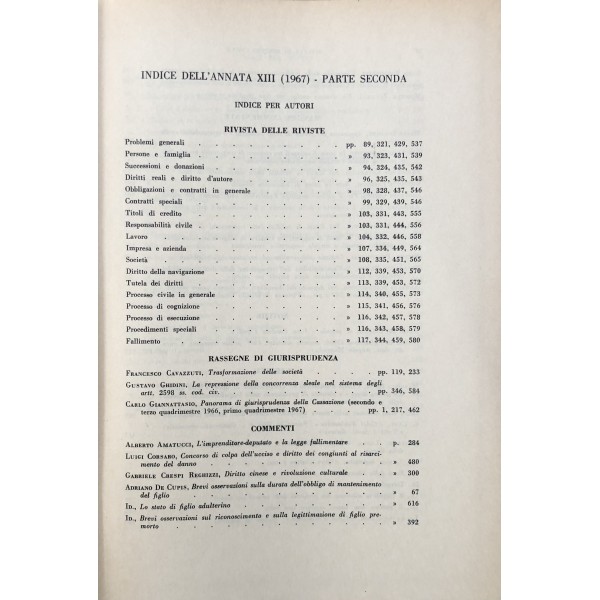 INDICE DELL'ANNATA XIII (1967) - PARTE SECONDA
INDICE PER AUTORI
RIVISTA DELLE RIVISTE
Problemi generali . . . . . . . . . pp. 89, 321, 429, 537
Persone e famiglia . . . . . . . . . » 93, 323, 431, 539
Successioni e donazioni . . . . . . . . » 94, 324, 435, 542
Diritti reali e diritto d'autore . . . . . . » 96, 325, 435, 543
Obbligazioni e contratti in generale . . . . . » 98, 328, 437, 546
Contratti speciali . . . . . . . . . » 99, 329, 439, 546
Titoli di credito . . . . . . . . . » 103, 331, 443, 555
Responsabilità civile . . . . . . . . . » 103, 331, 444, 556
Lavoro . . . . . . . . . . . » 104, 332, 446, 558
Impresa e azienda . . . . . . . . . » 107, 334, 449, 564
Società . . . . . . . . . . . » 108, 335, 451, 565
Diritto della navigazione . . . . . . . » 112, 339, 453, 570
Tutela dei diritti . . . . . . . . . » 113, 339, 453, 572
Processo civile in generale . . . . . . . » 114, 340, 455, 573
Processo di cognizione . . . . . . . . » 115, 341, 456, 576
Processo di esecuzione . . . . . . . . » 116, 342, 457, 578
Procedimenti speciali . . . . . . . . » 116, 343, 458, 579
Fallimento . . . . . . . . . . » 117, 344, 459, 580
RASSEGNE DI GIURISPRUDENZA
Francesco Cavazzuti, Trasformazione delle società . . . . pp. 119, 233
Gustavo Ghidini, La repressione della concorrenza sleale nel sistema degli
artt. 2598 ss. cod. civ. . . . . . . . . pp. 346, 584
Carlo Giannattasio, Panorama di giurisprudenza della Cassazione (secondo e
terzo quadrimestre 1966, primo quadrimestre 1967) . . . . pp. 1, 217, 462
COMMENTI
Alberto Amatucci, L'imprenditore-deputato e la legge fallimentare . . p. 284
Luigi Corsaro, Concorso di colpa dell'ucciso e diritto dei congiunti al risarci-
mento del danno . . . . . . . . . . » 480
Gabriele Crespi Reghizzi, Diritto cinese e rivoluzione culturale . . » 300
Adriano De Cupis, Brevi osservazioni sulla durata dell'obbligo di mantenimento
del figlio . . . . . . . . . . . » 67
Id., Lo stato di figlio adulterino . . . . . . . » 616
Id., Brevi osservazioni sul riconoscimento e sulla legittimazione di figlio pre-
morto . . . . . . . . . . . . » 392